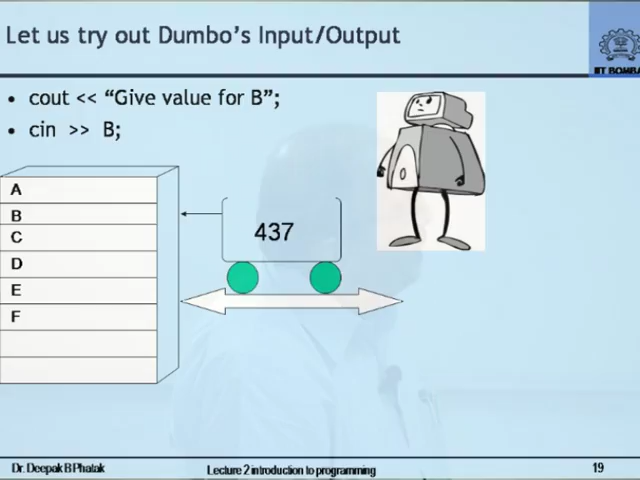 Let us try out Dumbo's Input/Output
IIT BOMBA
• cout << "Give value for B";
• cin >> B;
A
B
C
D
E
F
437
Dr. Deepak B Phatak
Lecture 2 introduction to programming
19